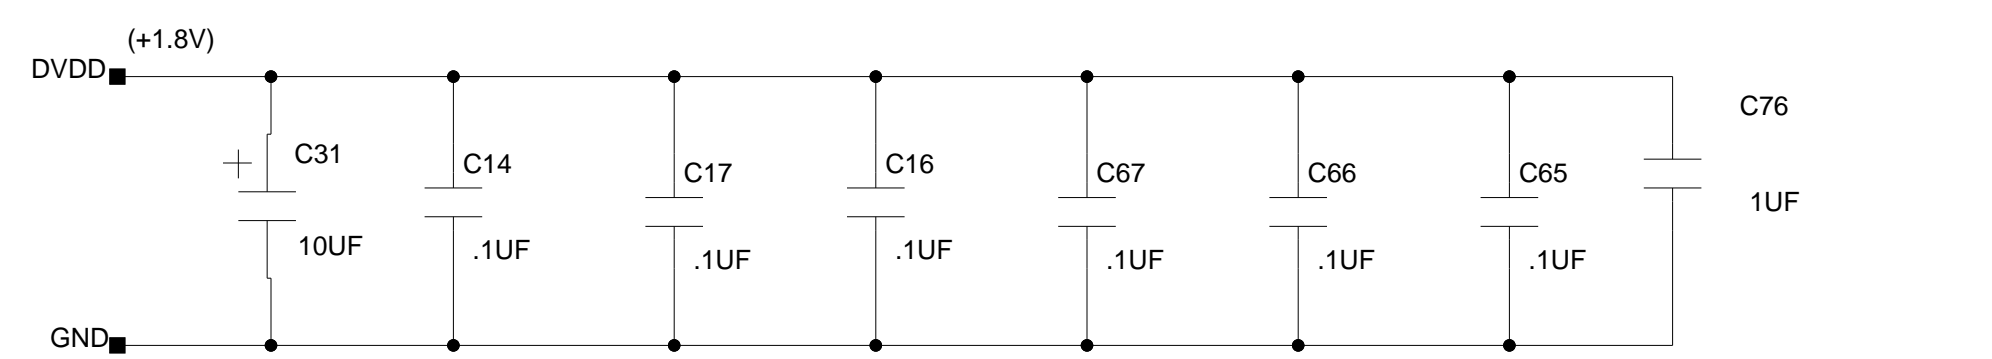 (+1.8V)
DVDD
C31
10UF
C14
.1UF
C17
.1UF
C16
.1UF
C67
.1UF
C66
.1UF
C65
.1UF
C76
1UF
GND